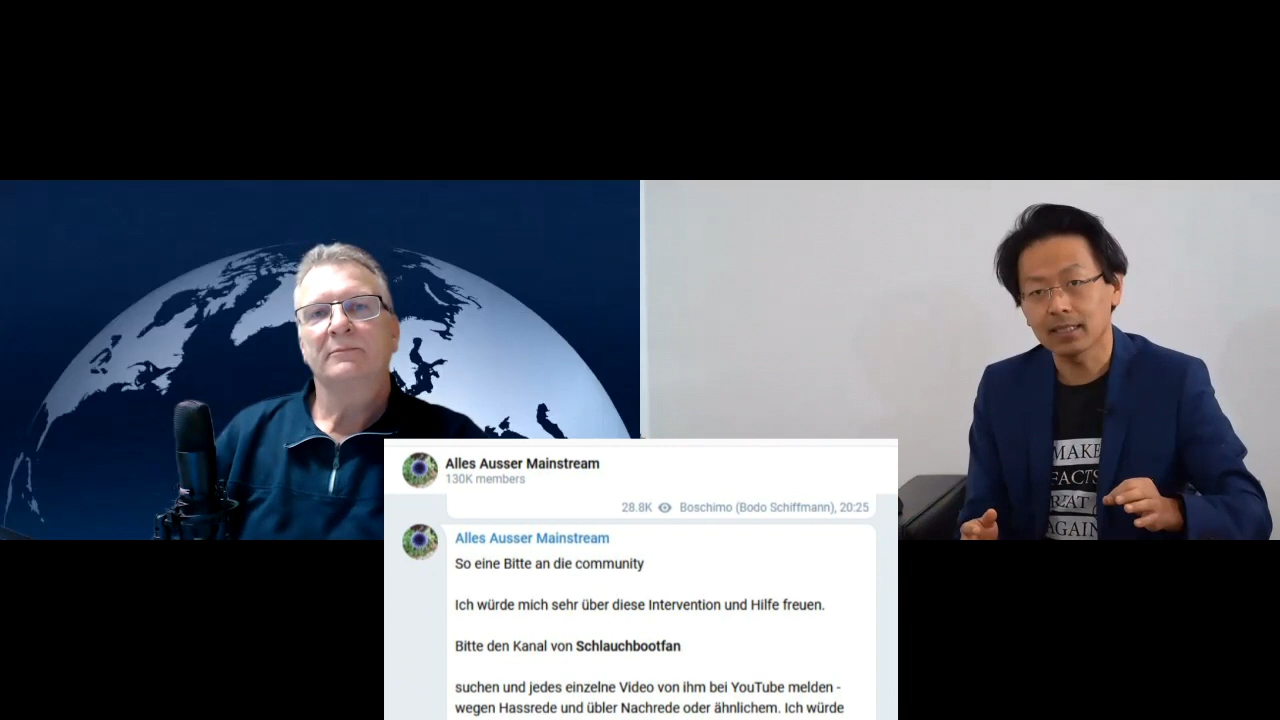 MAKE
FACTS
GREAT
AGAIN
Alles Ausser Mainstream
130K members
28.8K Boschimo (Bodo Schiffmann), 20:25
Alles Ausser Mainstream
So eine Bitte an die community
Ich würde mich sehr über diese Intervention und Hilfe freuen.
Bitte den Kanal von Schlauchbootfan
suchen und jedes einzelne Video von ihm bei YouTube melden -
wegen Hassrede und übler Nachrede oder ähnlichem. Ich würde